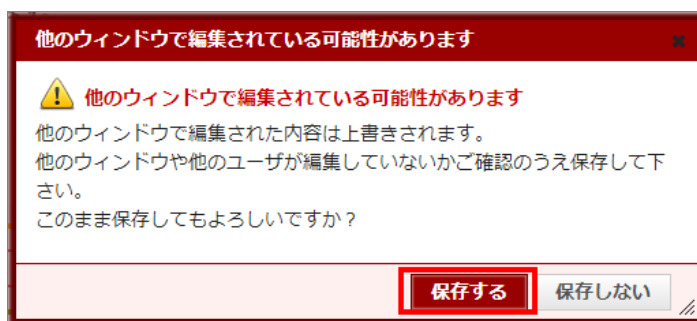 他のウィンドウで編集されている可能性があります
他のウィンドウで編集されている可能性があります
他のウィンドウで編集された内容は上書きされます。
他のウィンドウや他のユーザが編集していないかご確認のうえ保存して下
さい。
このまま保存してもよろしいですか？
保存する 保存しない